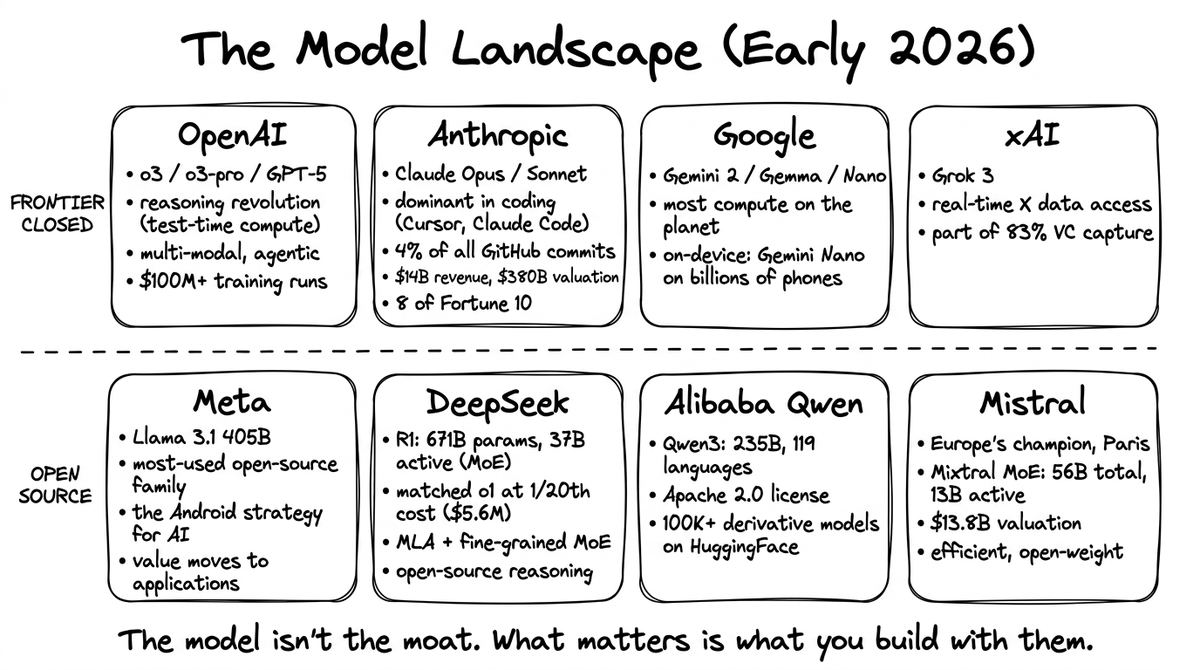 The Model Landscape (Early 2026)
FRONTIER
CLOSED
OpenAI
• o3 / o3-pro / GPT-5
• reasoning revolution
(test-time compute)
• multi-modal, agentic
• $100M+ training runs
Anthropic
• Claude Opus / Sonnet
• dominant in coding
(Cursor, Claude Code)
• 4% of all GitHub commits
• $14B revenue, $380B valuation
• 8 of Fortune 10
Google
• Gemini 2 / Gemma / Nano
• most compute on the
planet
• on-device: Gemini Nano
on billions of phones
xAI
• Grok 3
• real-time X data access
• part of 83% VC capture
OPEN
SOURCE
Meta
• Llama 3.1 405B
• most-used open-source
family
• the Android strategy
for AI
• value moves to
applications
DeepSeek
• R1: 671B params, 37B
active (MoE)
• matched o1 at 1/20th
cost ($5.6M)
• MLA + fine-grained MoE
• open-source reasoning
Alibaba Qwen
• Qwen3: 235B, 119
languages
• Apache 2.0 license
• 100K+ derivative models
on HuggingFace
Mistral
• Europe's champion, Paris
• Mixtral MoE: 56B total,
13B active
• $13.8B valuation
• efficient, open-weight
The model isn't the moat. What matters is what you build with them.